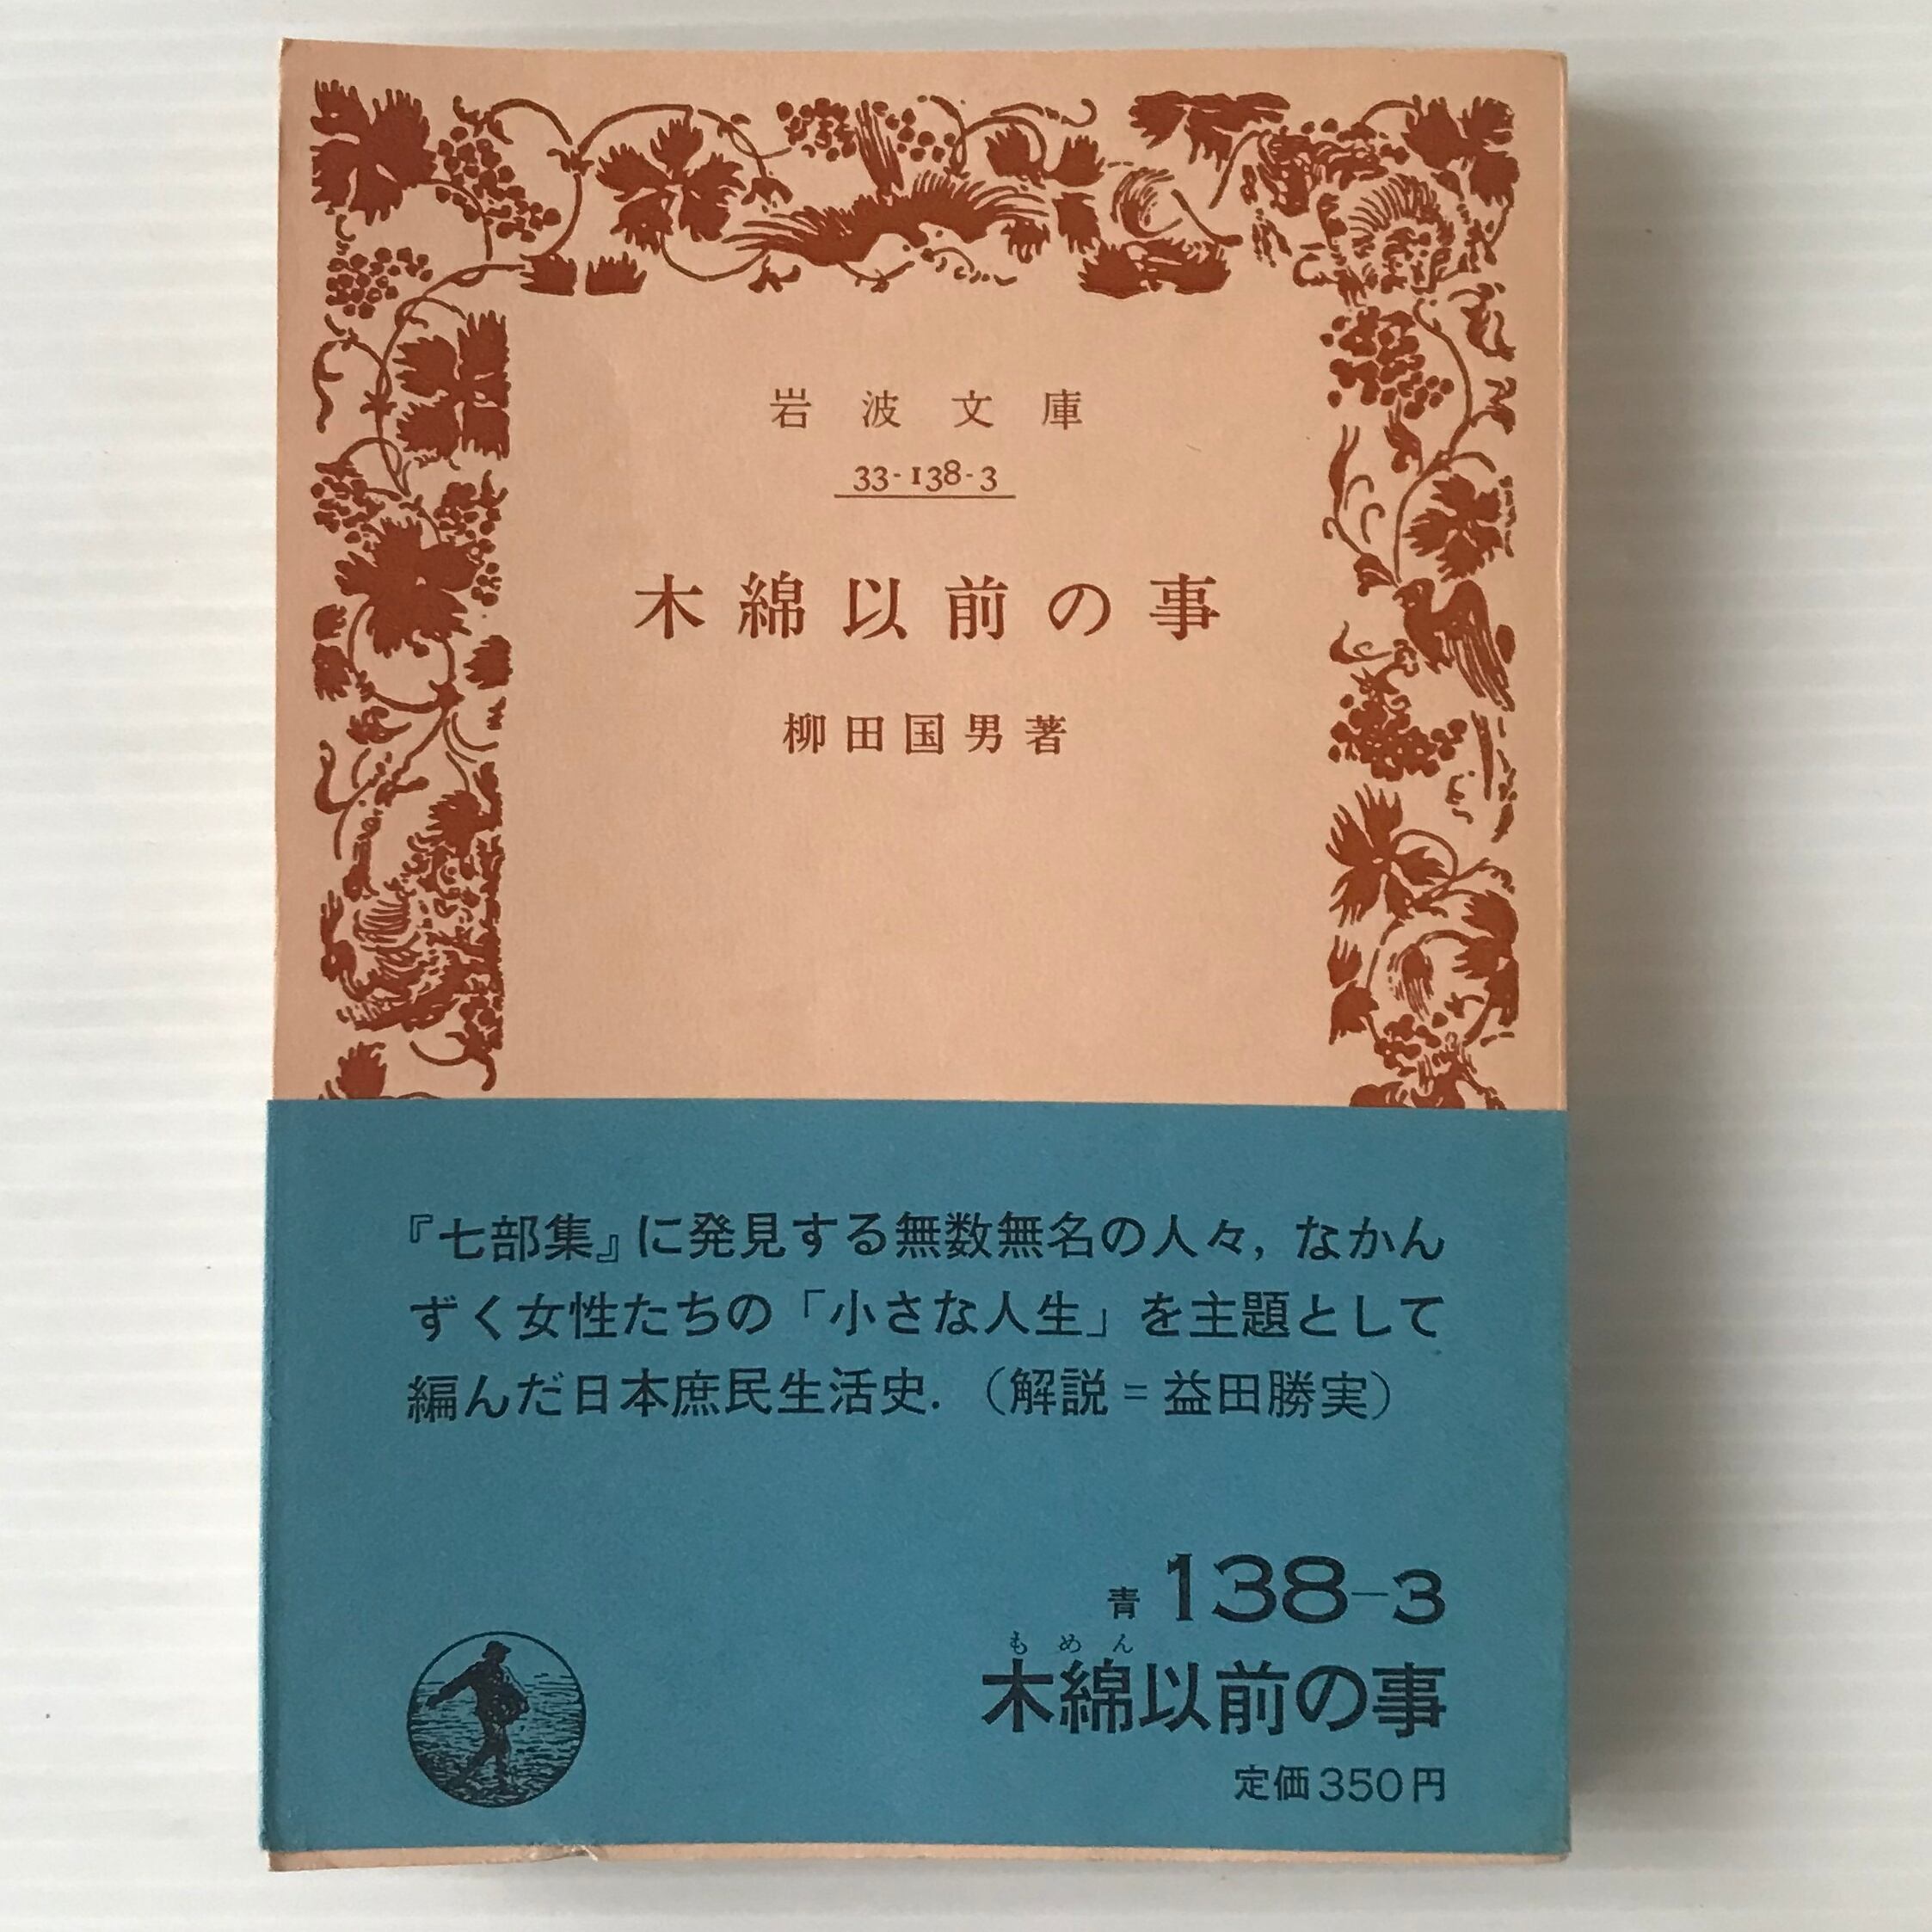 岩波文庫
33-138-3
木綿以前の事
柳田国男著
『七部集』に発見する無数無名の人々，なかん
ずく女性たちの「小さな人生」を主題として
編んだ日本庶民生活史．（解説＝益田勝実）
青 138-3
もめん
木綿以前の事
定価350円